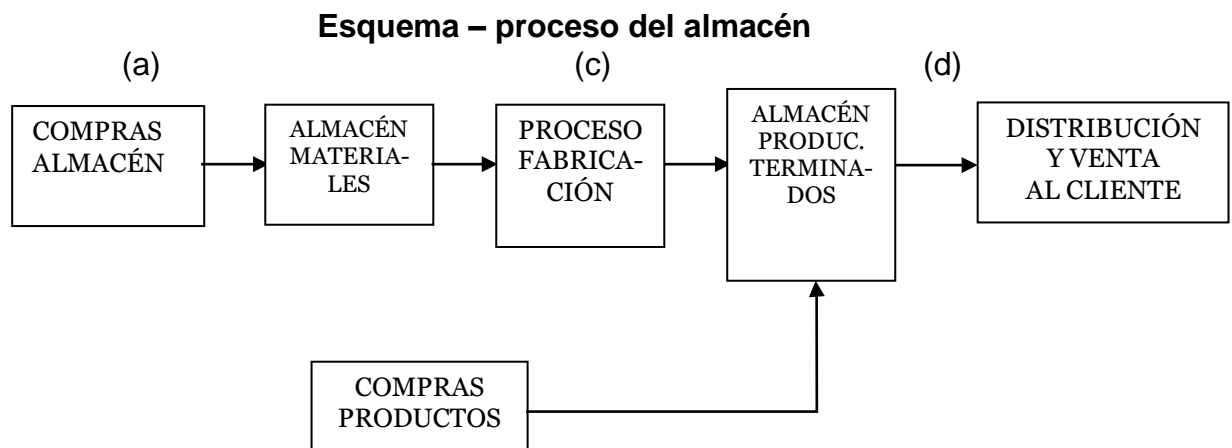 Esquema – proceso del almacén
(a) (c) (d)
COMPRAS
ALMACÉN
ALMACÉN
MATERIA-
LES
PROCESO
FABRICA-
CIÓN
ALMACÉN
PRODUC.
TERMINA-
DOS
DISTRIBUCIÓN
Y VENTA
AL CLIENTE
COMPRAS
PRODUCTOS